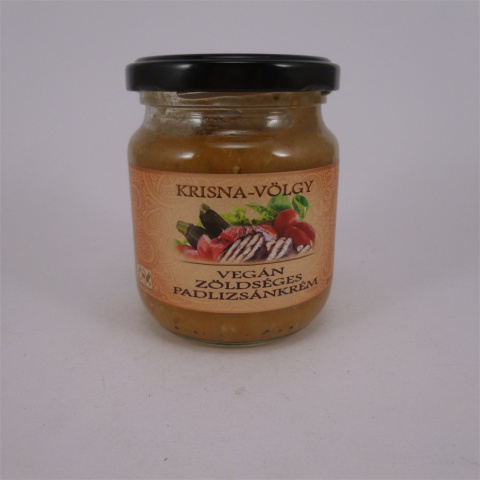 KRISNA-VÖLGY
VEGÁN
ZÖLDSÉGES
PADLIZSÁNKRÉM